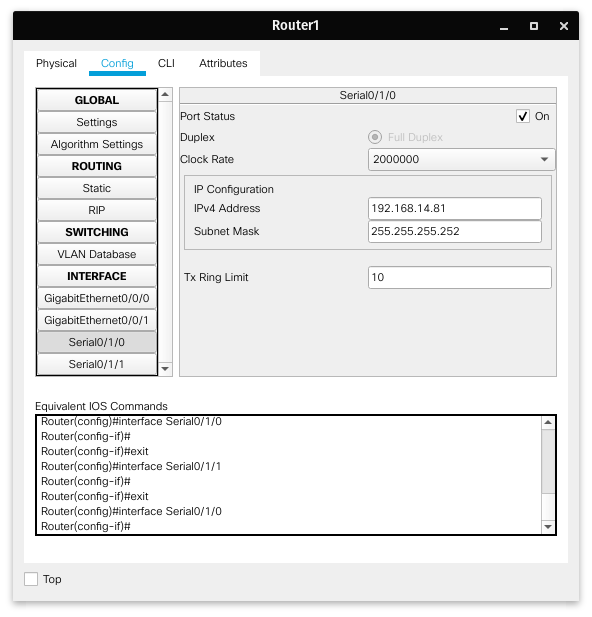 Router1
Physical
Config
CLI
Attributes
GLOBAL
Settings
Algorithm Settings
ROUTING
Static
RIP
SWITCHING
VLAN Database
INTERFACE
GigabitEthernet0/0/0
GigabitEthernet0/0/1
Serial0/1/0
Serial0/1/1
Serial0/1/0
Port Status
On
Duplex
Full Duplex
Clock Rate
2000000
IP Configuration
IPv4 Address
192.168.14.81
Subnet Mask
255.255.255.252
Tx Ring Limit
10
Equivalent IOS Commands
Router(config)#interface Serial0/1/0
Router(config-if)#
Router(config-if)#exit
Router(config)#interface Serial0/1/1
Router(config-if)#
Router(config-if)#exit
Router(config)#interface Serial0/1/0
Router(config-if)#
Top